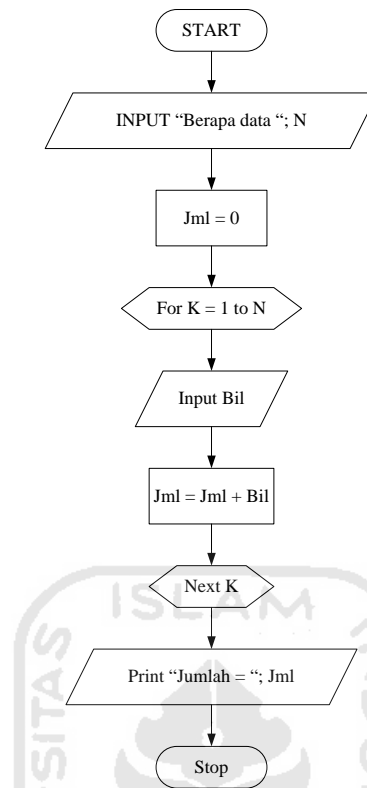 START
INPUT “Berapa data “; N
Jml = 0
For K = 1 to N
Input Bil
Jml = Jml + Bil
Next K
ISLAM
Print “Jumlah = “; Jml
Stop